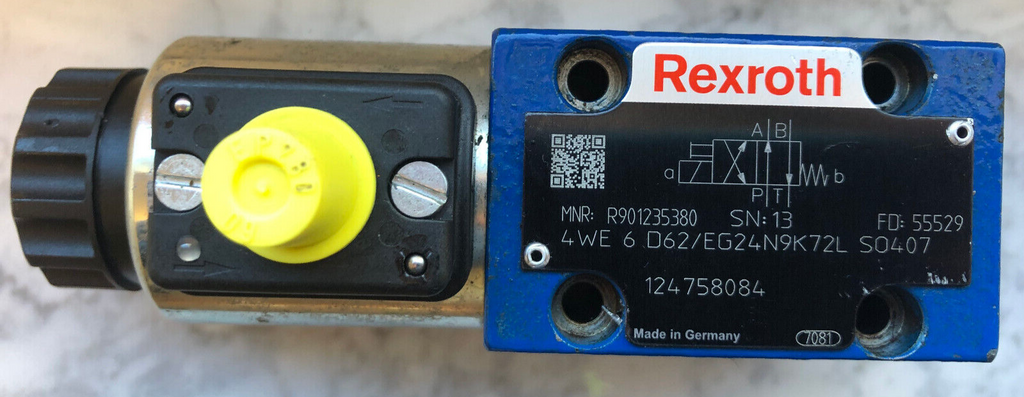 Rexroth
A B
a b
P T
MNR: R901235380 SN: 13 FD: 55529
4WE 6 D62/EG24N9K72L SO407
124758084
Made in Germany 7081